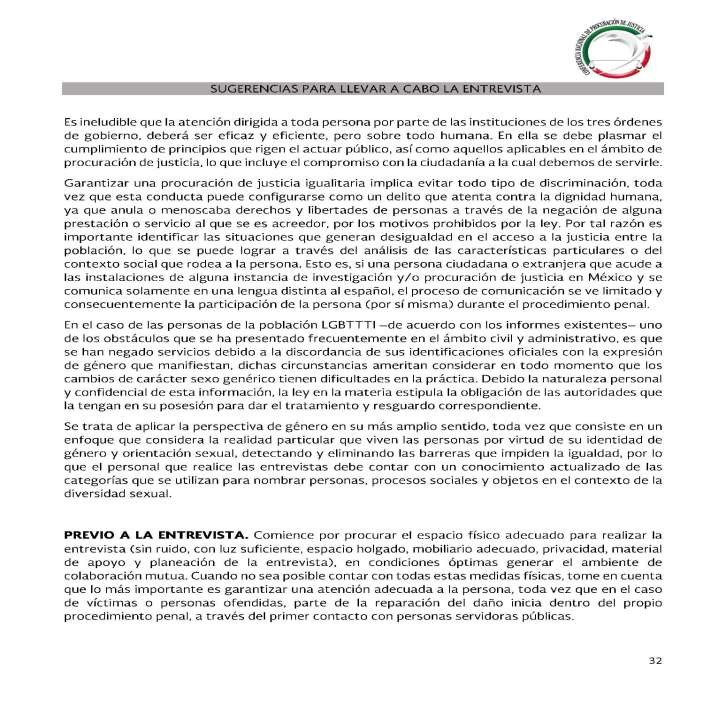 CONFERENCIA NACIONAL DE PROCURACIÓN DE JUSTICIA
SUGERENCIAS PARA LLEVAR A CABO LA ENTREVISTA
Es ineludible que la atención dirigida a toda persona por parte de las instituciones de los tres órdenes
de gobierno, deberá ser eficaz y eficiente, pero sobre todo humana. En ella se debe plasmar el
cumplimiento de principios que rigen el actuar público, así como aquellos aplicables en el ámbito de
procuración de justicia, lo que incluye el compromiso con la ciudadanía a la cual debemos de servirle.
Garantizar una procuración de justicia igualitaria implica evitar todo tipo de discriminación, toda
vez que esta conducta puede configurarse como un delito que atenta contra la dignidad humana,
ya que anula o menoscaba derechos y libertades de personas a través de la negación de alguna
prestación o servicio al que se es acreedor, por los motivos prohibidos por la ley. Por tal razón es
importante identificar las situaciones que generan desigualdad en el acceso a la justicia entre la
población, lo que se puede lograr a través del análisis de las características particulares o del
contexto social que rodea a la persona. Esto es, si una persona ciudadana o extranjera que acude a
las instalaciones de alguna instancia de investigación y/o procuración de justicia en México y se
comunica solamente en una lengua distinta al español, el proceso de comunicación se ve limitado y
consecuentemente la participación de la persona (por sí misma) durante el procedimiento penal.
En el caso de las personas de la población LGBTTTI –de acuerdo con los informes existentes– uno
de los obstáculos que se ha presentado frecuentemente en el ámbito civil y administrativo, es que
se han negado servicios debido a la discordancia de sus identificaciones oficiales con la expresión
de género que manifiestan, dichas circunstancias ameritan considerar en todo momento que los
cambios de carácter sexo genérico tienen dificultades en la práctica. Debido la naturaleza personal
y confidencial de esta información, la ley en la materia estipula la obligación de las autoridades que
la tengan en su posesión para dar el tratamiento y resguardo correspondiente.
Se trata de aplicar la perspectiva de género en su más amplio sentido, toda vez que consiste en un
enfoque que considera la realidad particular que viven las personas por virtud de su identidad de
género y orientación sexual, detectando y eliminando las barreras que impiden la igualdad, por lo
que el personal que realice las entrevistas debe contar con un conocimiento actualizado de las
categorías que se utilizan para nombrar personas, procesos sociales y objetos en el contexto de la
diversidad sexual.
PREVIO A LA ENTREVISTA. Comience por procurar el espacio físico adecuado para realizar la
entrevista (sin ruido, con luz suficiente, espacio holgado, mobiliario adecuado, privacidad, material
de apoyo y planeación de la entrevista), en condiciones óptimas generar el ambiente de
colaboración mutua. Cuando no sea posible contar con todas estas medidas físicas, tome en cuenta
que lo más importante es garantizar una atención adecuada a la persona, toda vez que en el caso
de víctimas o personas ofendidas, parte de la reparación del daño inicia dentro del propio
procedimiento penal, a través del primer contacto con personas servidoras públicas.
32